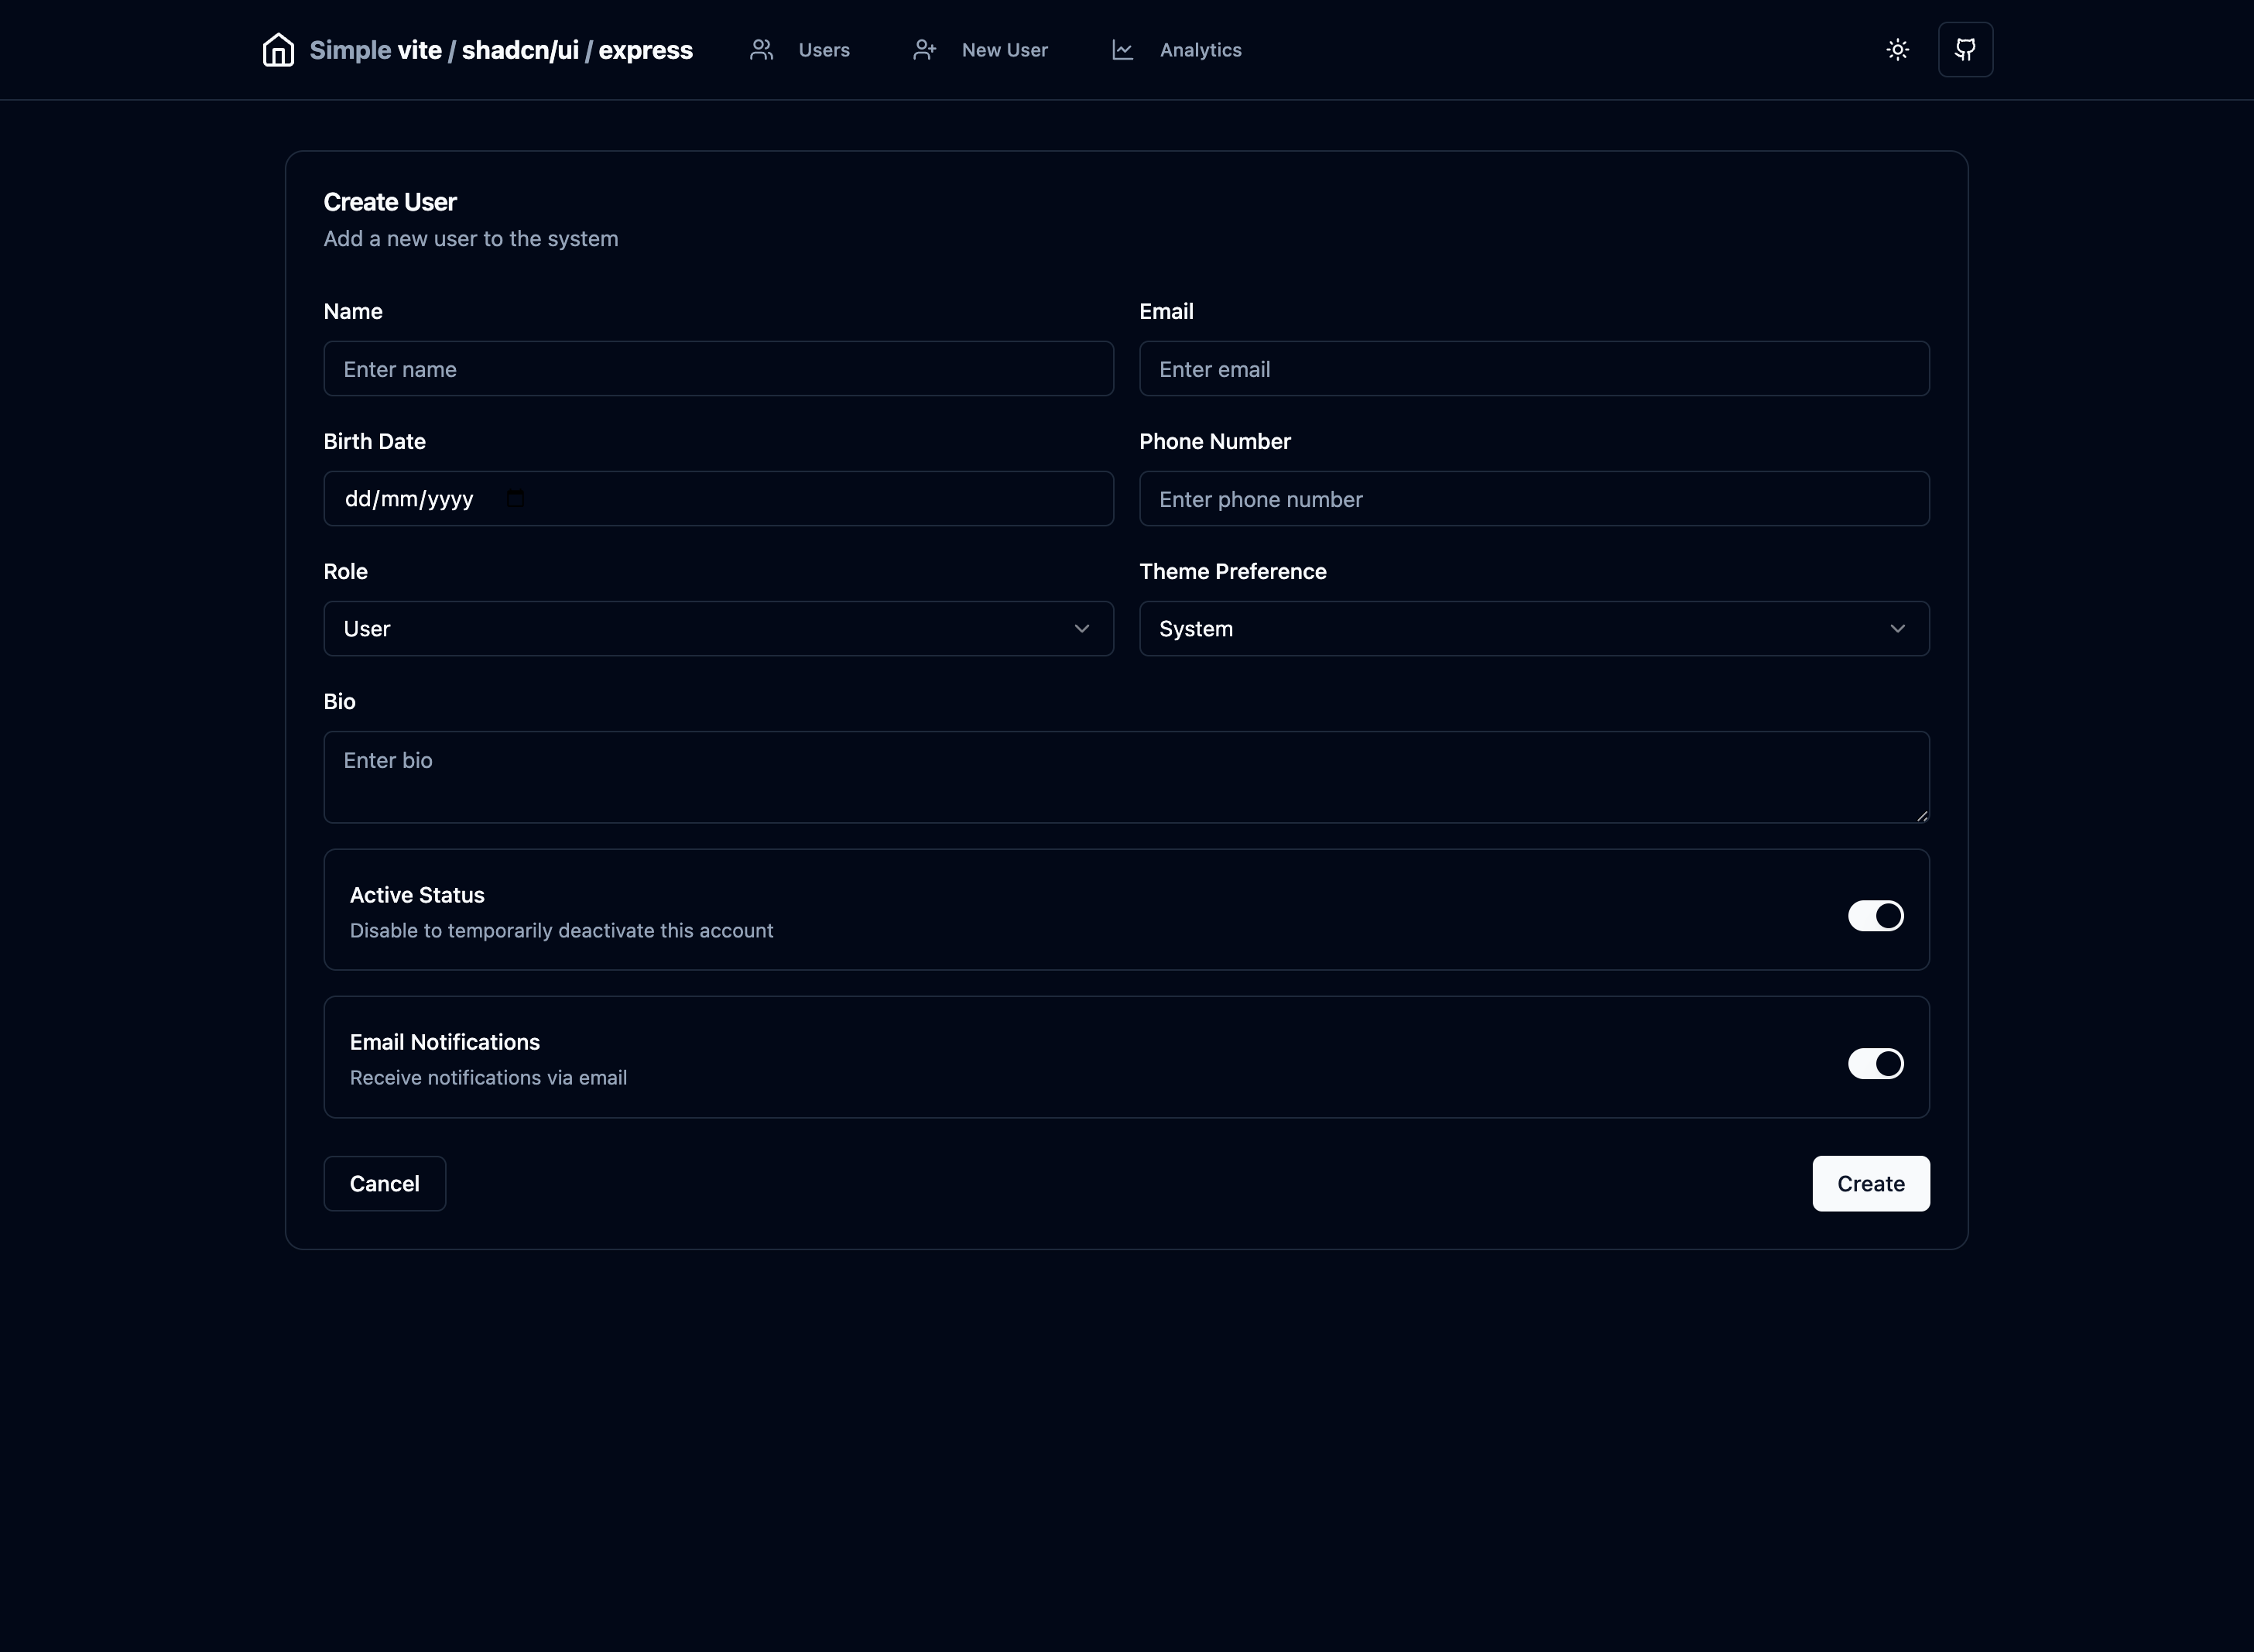 Simple vite / shadcn/ui / express
Users
New User
Analytics
Create User
Add a new user to the system
Name
Email
Enter name
Enter email
Birth Date
Phone Number
dd/mm/yyyy
Enter phone number
Role
Theme Preference
User
System
Bio
Enter bio
Active Status
Disable to temporarily deactivate this account
Email Notifications
Receive notifications via email
Cancel
Create